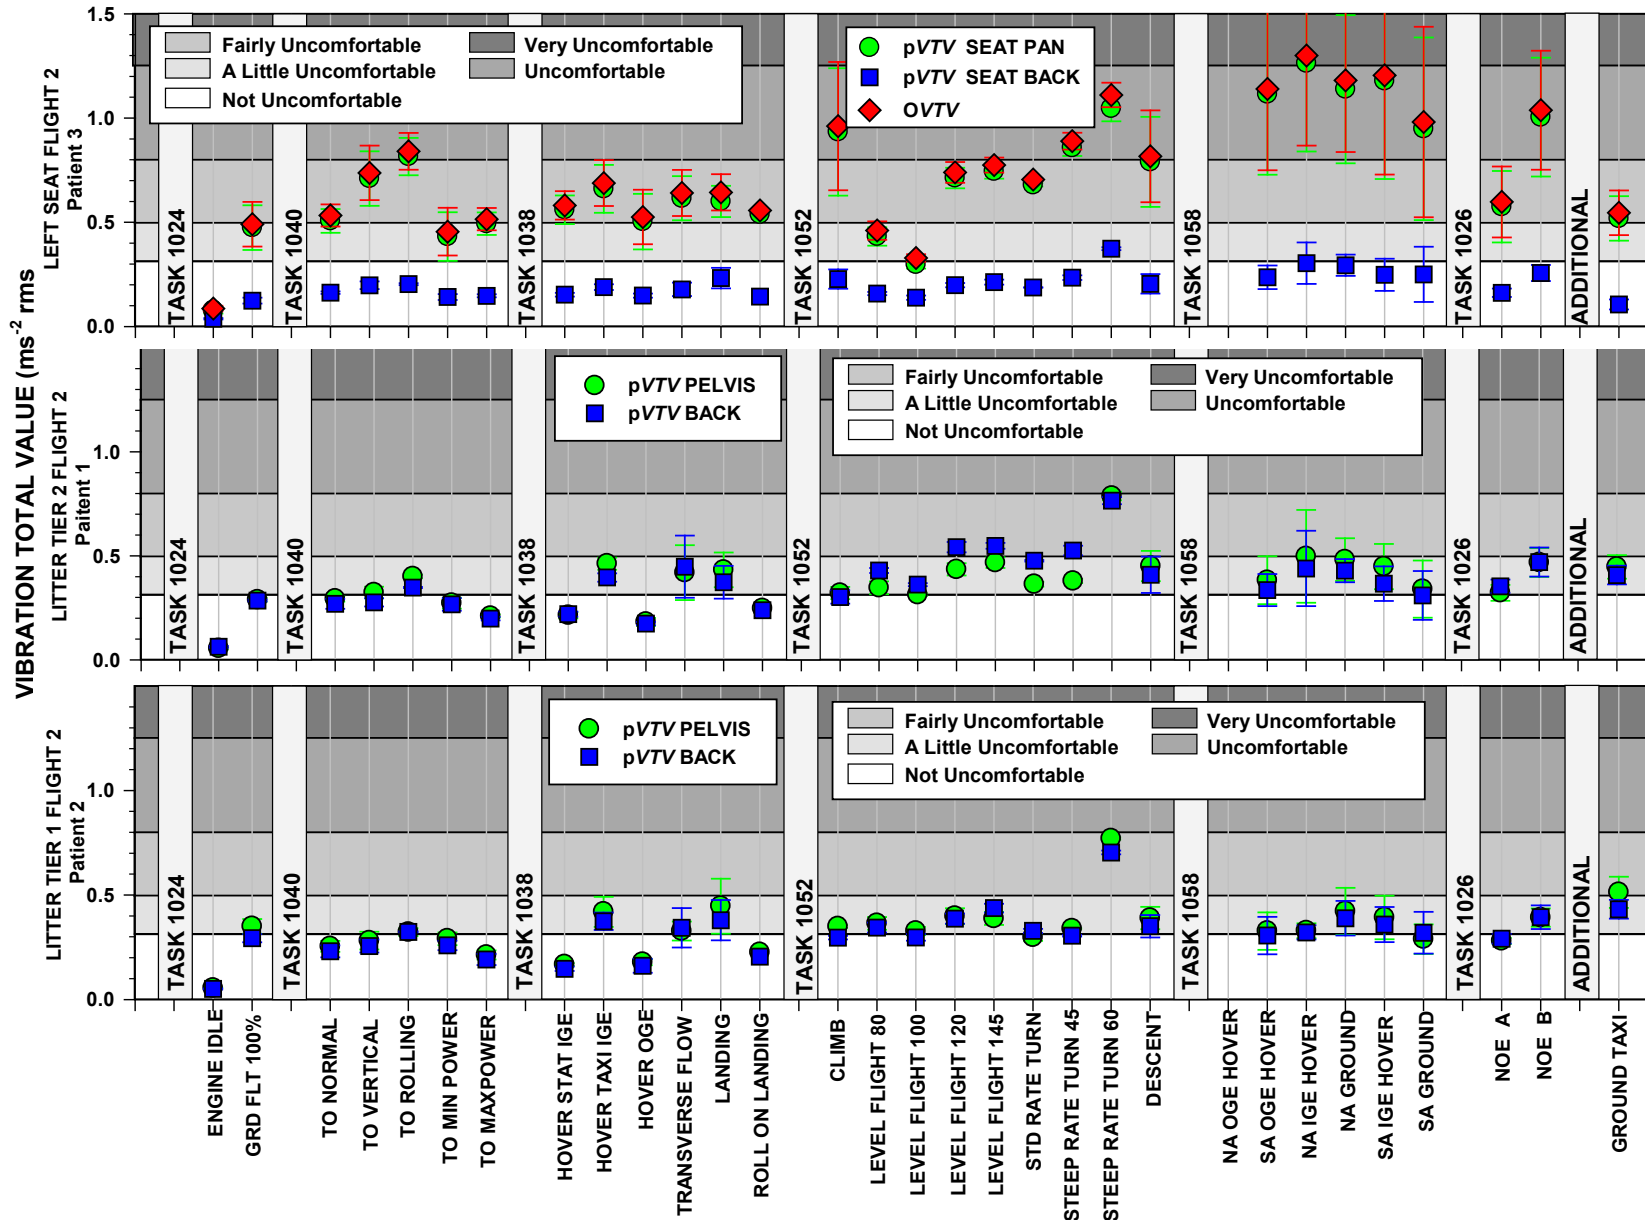 VIBRATION TOTAL VALUE (ms-2 rms
LEFT SEAT FLIGHT 2
Patient 3
1.5
1.0
0.5
0.0
Fairly Uncomfortable
Very Uncomfortable
A Little Uncomfortable
Uncomfortable
Not Uncomfortable
pVTV SEAT PAN
pVTV SEAT BACK
OVTV
TASK 1024
TASK 1040
TASK 1038
TASK 1052
TASK 1058
TASK 1026
ADDITIONAL
LITTER TIER 2 FLIGHT 2
Paitent 1
1.0
0.5
0.0
pVTV PELVIS
pVTV BACK
Fairly Uncomfortable
Very Uncomfortable
A Little Uncomfortable
Uncomfortable
Not Uncomfortable
TASK 1024
TASK 1040
TASK 1038
TASK 1052
TASK 1058
TASK 1026
ADDITIONAL
LITTER TIER 1 FLIGHT 2
Patient 2
1.0
0.5
0.0
pVTV PELVIS
pVTV BACK
Fairly Uncomfortable
Very Uncomfortable
A Little Uncomfortable
Uncomfortable
Not Uncomfortable
TASK 1024
TASK 1040
TASK 1038
TASK 1052
TASK 1058
TASK 1026
ADDITIONAL
ENGINE IDLE
GRD FLT 100%
TO NORMAL
TO VERTICAL
TO ROLLING
TO MIN POWER
TO MAXPOWER
HOVER STAT IGE
HOVER TAXI IGE
HOVER OGE
TRANSVERSE FLOW
LANDING
ROLL ON LANDING
CLIMB
LEVEL FLIGHT 80
LEVEL FLIGHT 100
LEVEL FLIGHT 120
LEVEL FLIGHT 145
STD RATE TURN
STEEP RATE TURN 45
STEEP RATE TURN 60
DESCENT
NA OGE HOVER
SA OGE HOVER
NA IGE HOVER
NA GROUND
SA IGE HOVER
SA GROUND
NOE A
NOE B
GROUND TAXI